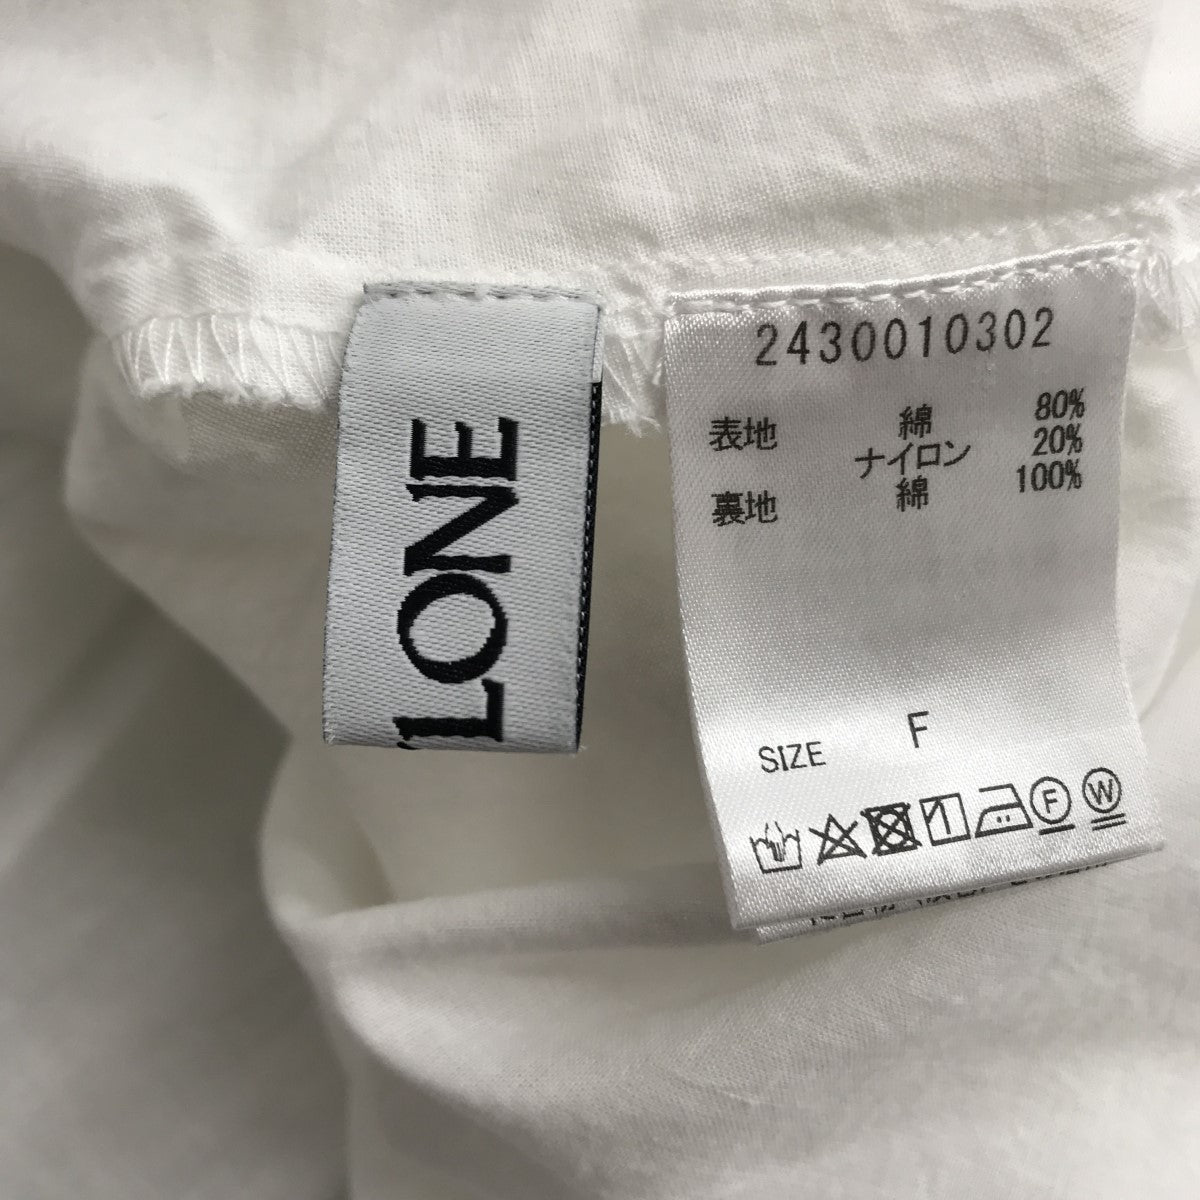 'LONE
2430010302
表地 綿 80%
ナイロン 20%
裏地 綿 100%
SIZE F
F W